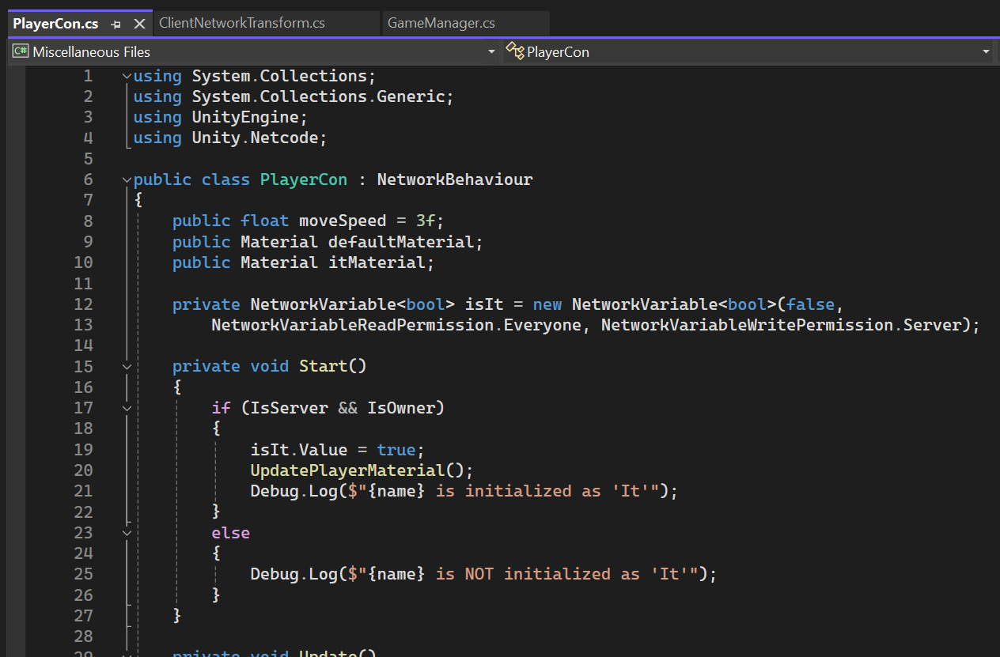 PlayerCon.cs ClientNetworkTransform.cs GameManager.cs
C# Miscellaneous Files PlayerCon
1 using System.Collections;
2 using System.Collections.Generic;
3 using UnityEngine;
4 using Unity.Netcode;
5
6 public class PlayerCon : NetworkBehaviour
7 {
8 public float moveSpeed = 3f;
9 public Material defaultMaterial;
10 public Material itMaterial;
11
12 private NetworkVariable<bool> isIt = new NetworkVariable<bool>(false,
13 NetworkVariableReadPermission.Everyone, NetworkVariableWritePermission.Server);
14
15 private void Start()
16 {
17 if (IsServer && IsOwner)
18 {
19 isIt.Value = true;
20 UpdatePlayerMaterial();
21 Debug.Log($"{name} is initialized as 'It'");
22 }
23 else
24 {
25 Debug.Log($"{name} is NOT initialized as 'It'");
26 }
27 }
28
29 private void Update()